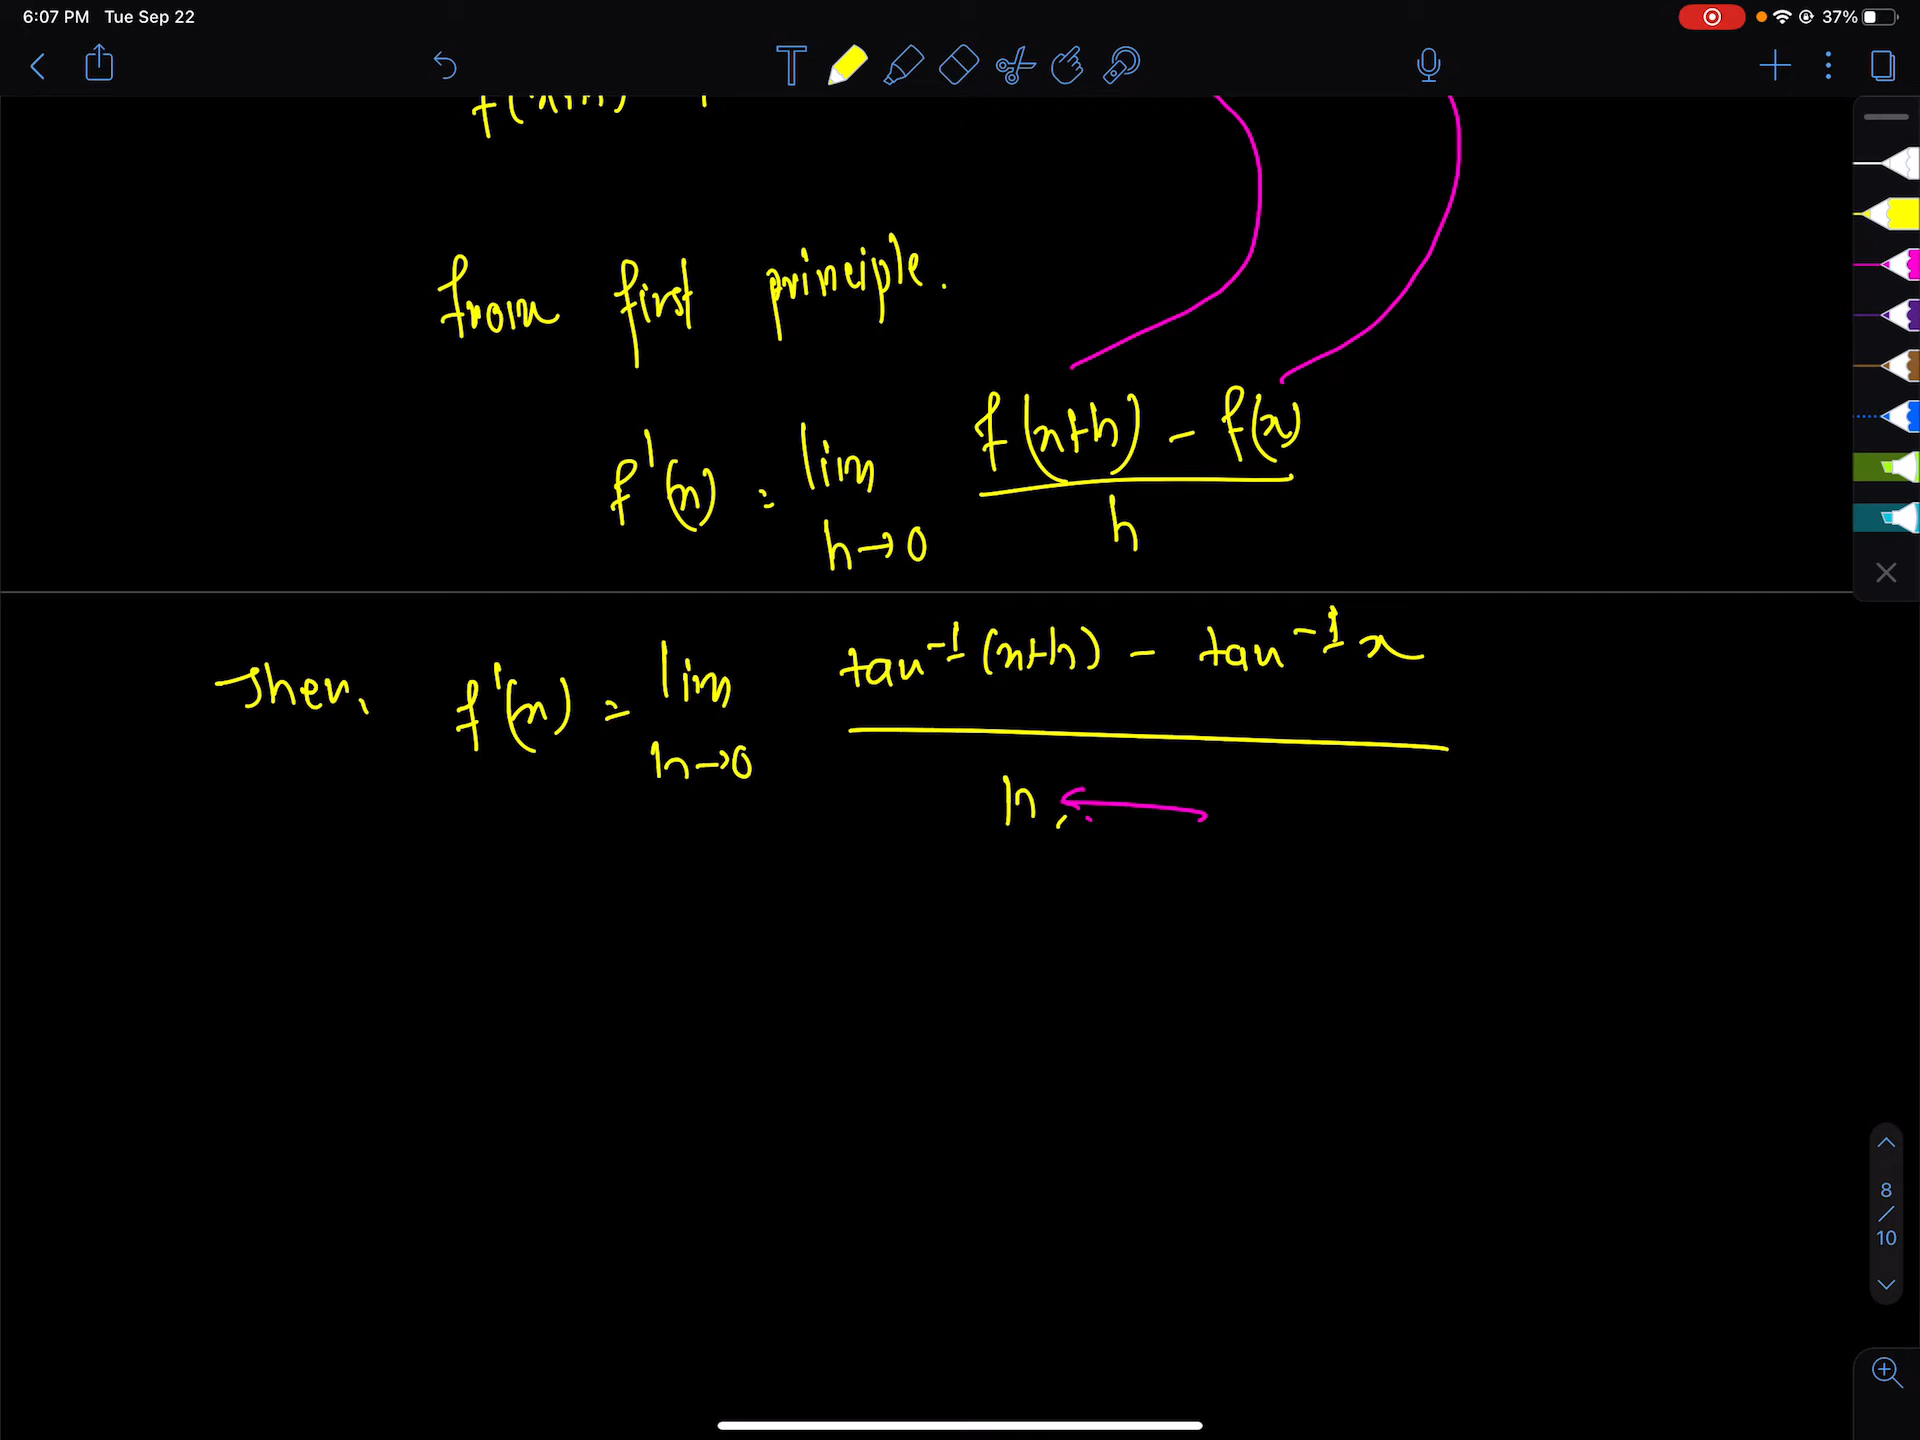 6:07 PM Tue Sep 22
37%
T
f(x+h)
from first principle.
f'(x) = lim h→0 f(x+h) - f(x) / h
Then, f'(x) = lim h→0 tan⁻¹(x+h) - tan⁻¹x / h
8
/
10